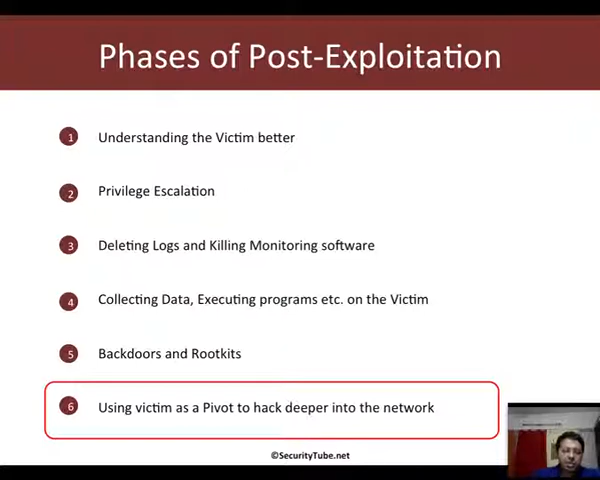 Phases of Post-Exploitation
1 Understanding the Victim better
2 Privilege Escalation
3 Deleting Logs and Killing Monitoring software
4 Collecting Data, Executing programs etc. on the Victim
5 Backdoors and Rootkits
6 Using victim as a Pivot to hack deeper into the network
©SecurityTube.net